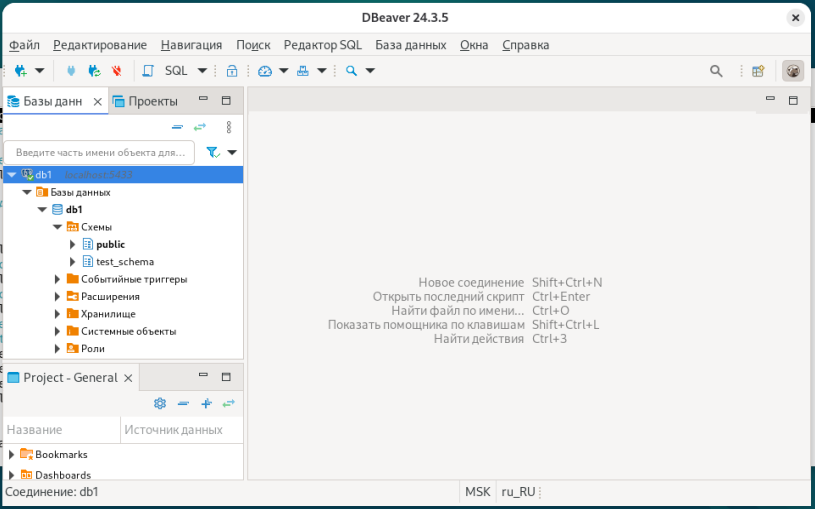 DBeaver 24.3.5
Файл Редактирование Навигация Поиск Редактор SQL База данных Окна Справка
SQL
Базы данн Проекты
Введите часть имени объекта для...
db1 localhost:5433
Базы данных
db1
Схемы
public
test_schema
Событийные триггеры
Расширения
Хранилище
Системные объекты
Роли
Новое соединение Shift+Ctrl+N
Открыть последний скрипт Ctrl+Enter
Найти файл по имени... Ctrl+O
Показать помощника по клавишам Shift+Ctrl+L
Найти действия Ctrl+3
Project - General
Название Источник данных
Bookmarks
Dashboards
Соединение: db1 MSK ru_RU